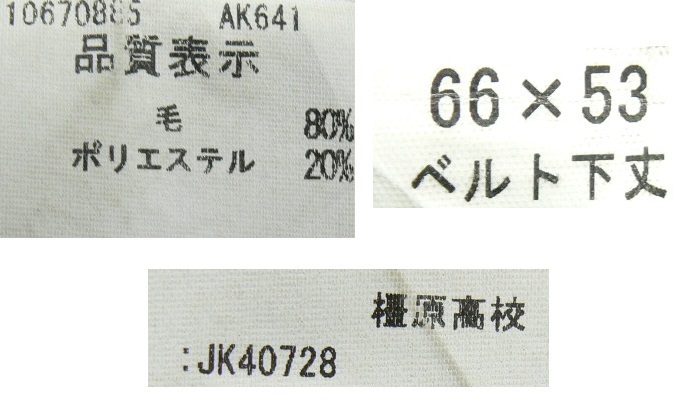 10670885 AK641
品質表示
毛 80%
ポリエステル 20%
66×53
ベルト下丈
橿原高校
:JK40728